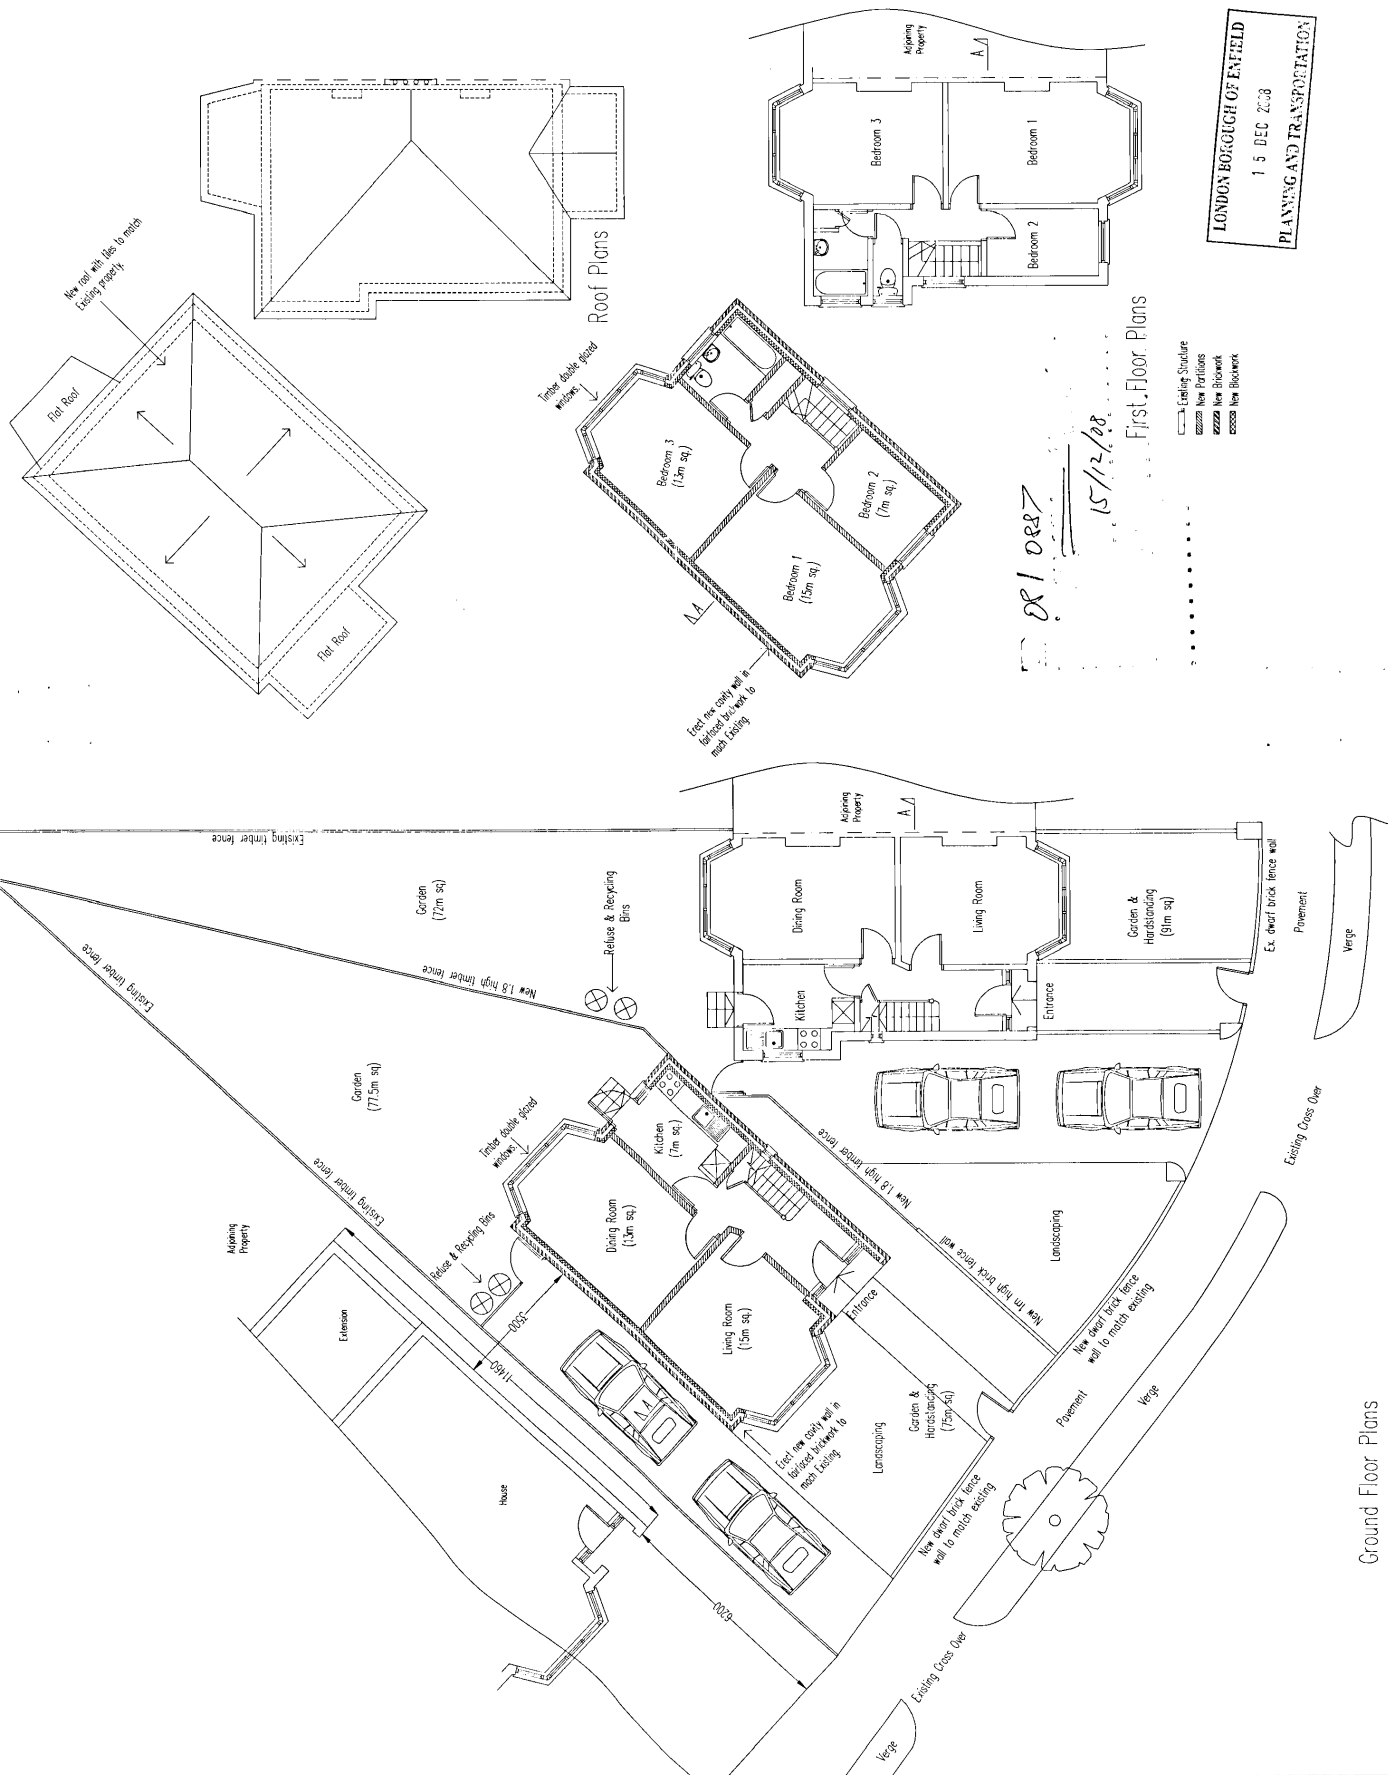 New roof with tiles to match
Existing property.
Flat Roof
Flat Roof
Roof Plans
Adjoining
Property
A
Bedroom 3
Bedroom 1
Bedroom 2
LONDON BOROUGH OF ENFIELD
15 DEC 2008
PLANNING AND TRANSPORTATION
Timber double glazed
windows.
Bedroom 3
(13m sq.)
Bedroom 2
(7m sq.)
Bedroom 1
(15m sq.)
A
Erect new cavity wall in
fairfaced brickwork to
mach Existing.
First Floor Plans
Existing Structure
New Partitions
New Brickwork
New Blockwork
08/0887
15/12/08
Existing timber fence
Existing timber fence
Existing timber fence
New 1.8 high timber fence
Garden
(72m sq)
Garden
(77.5m sq)
Refuse & Recycling
Bins
Adjoining
Property
A
Dining Room
Living Room
Kitchen
Entrance
Garden &
Hardstanding
(91m sq)
Ex. dwarf brick fence wall
Pavement
Verge
Existing Cross Over
Adjoining
Property
Extension
House
Refuse & Recycling Bins
Timber double glazed
windows.
Kitchen
(7m sq.)
Dining Room
(13m sq.)
Living Room
(15m sq.)
Entrance
3500
11460
6200
A
New 1.8 high timber fence
New 1m high brick fence wall
Landscaping
Erect new cavity wall in
fairfaced brickwork to
mach Existing
Landscaping
Garden &
Hardstanding
(75m sq)
New dwarf brick fence
wall to match existing
New dwarf brick fence
wall to match existing
Pavement
Verge
Existing Cross Over
Verge
Ground Floor Plans